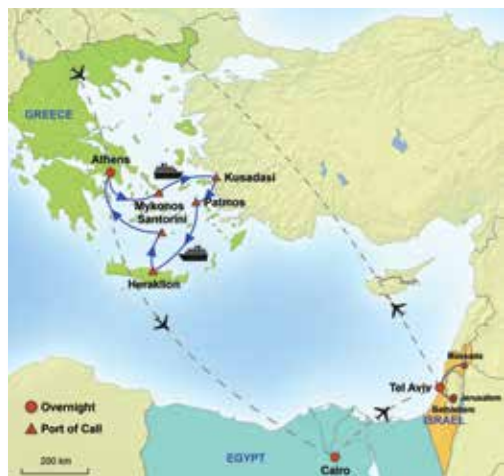 GREECE
Athens
Kusadasi
Mykonos
Patmos
Santorini
Heraklion
Tel Aviv
Jerusalem
Bethlehem
ISRAEL
Overnight
Port of Call
EGYPT
200 km
Cairo